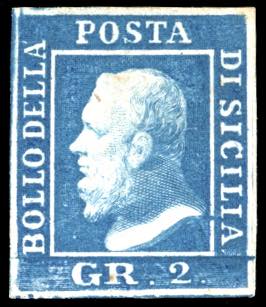 BOLLO DELLA
POSTA
DI SICILIA
GR. 2.